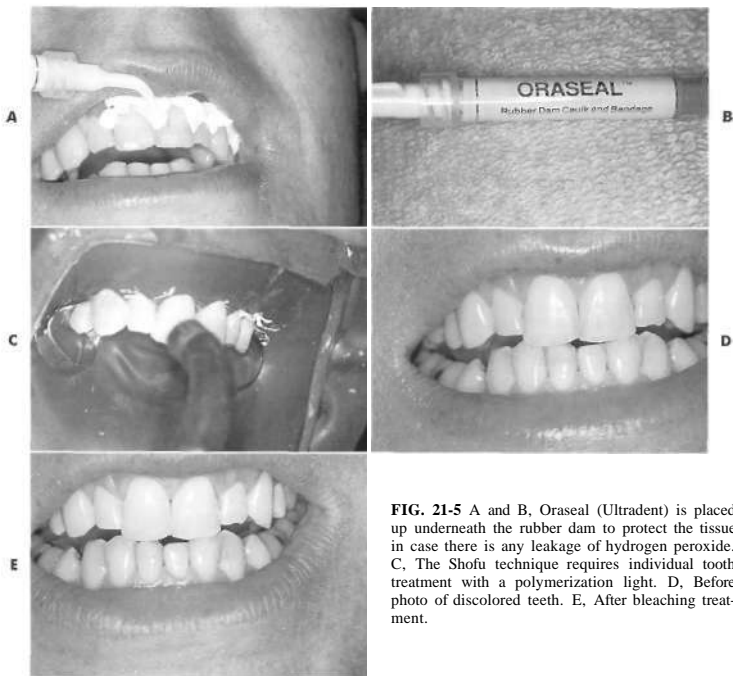 A
ORASEAL™
Rubber Dam Caulk and Bandage
B
C
D
E
FIG. 21-5 A and B, Oraseal (Ultradent) is placed
up underneath the rubber dam to protect the tissue
in case there is any leakage of hydrogen peroxide.
C, The Shofu technique requires individual tooth
treatment with a polymerization light. D, Before
photo of discolored teeth. E, After bleaching treat-
ment.